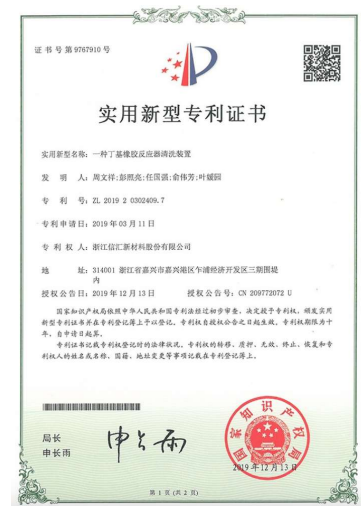 证书号第9767910号
实用新型专利证书
实用新型名称：一种丁基橡胶反应器清洗装置
发 明 人：周文祥;彭照亮;任国强;俞伟芳;叶媛园
专 利 号：ZL 2019 2 0302409.7
专利申请日：2019年03月11日
专 利 权 人：浙江信汇新材料股份有限公司
地 址：314001 浙江省嘉兴市嘉兴港区乍浦经济开发区三期围堤
内
授权公告日：2019年12月13日 授权公告号：CN 209772072 U
国家知识产权局依照中华人民共和国专利法经过初步审查，决定授予专利权，颁发实用
新型专利证书并在专利登记簿上予以登记。专利权自授权公告之日起生效。专利权期限为十
年，自申请日起算。
专利证书记载专利权登记时的法律状况。专利权的转移、质押、无效、终止、恢复和专
利权人的姓名或名称、国籍、地址变更等事项记载在专利登记簿上。
局长
申长雨
申长雨
国家知识产权局
2019年12月13日
第 1 页 (共 2 页)